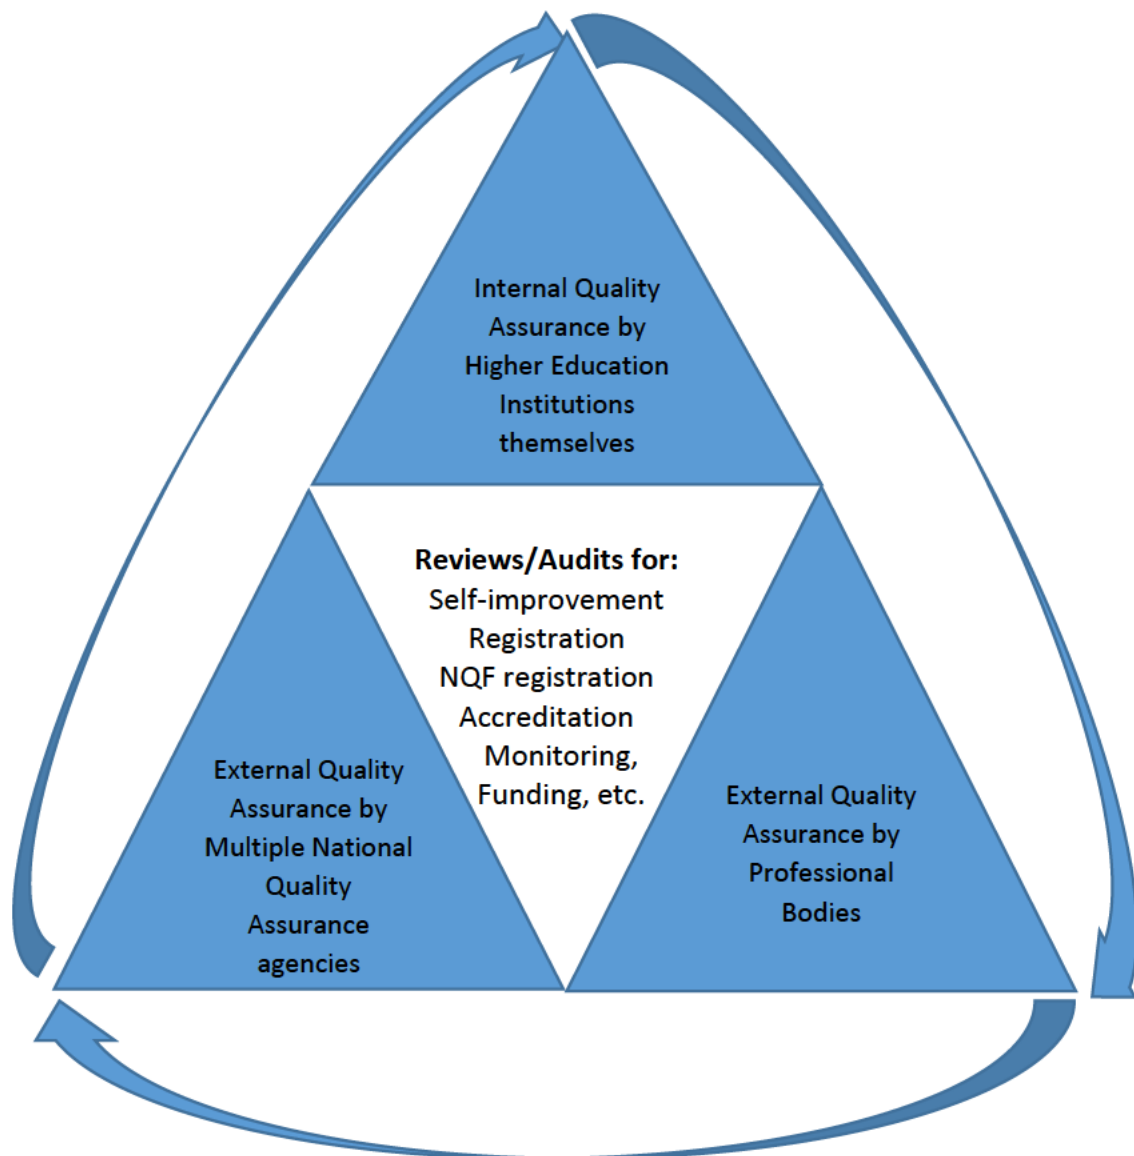 Internal Quality
Assurance by
Higher Education
Institutions
themselves
Reviews/Audits for:
Self-improvement
Registration
NQF registration
Accreditation
Monitoring,
Funding, etc.
External Quality
Assurance by
Multiple National
Quality
Assurance
agencies
External Quality
Assurance by
Professional
Bodies